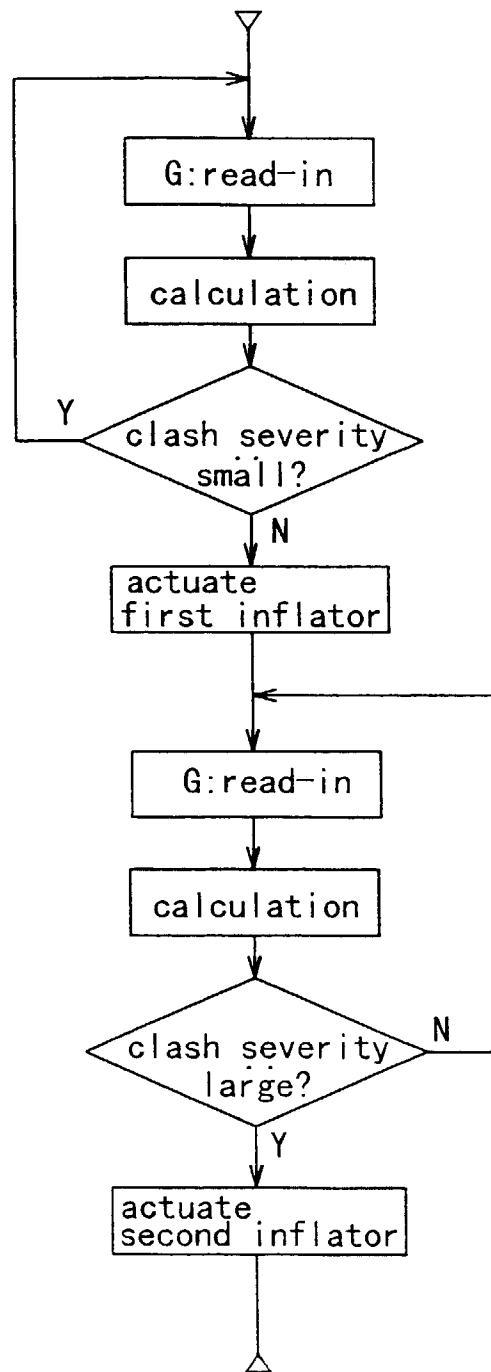 G:read-in
calculation
Y
clash severity
small?
N
actuate
first inflator
G:read-in
calculation
N
clash severity
large?
Y
actuate
second inflator